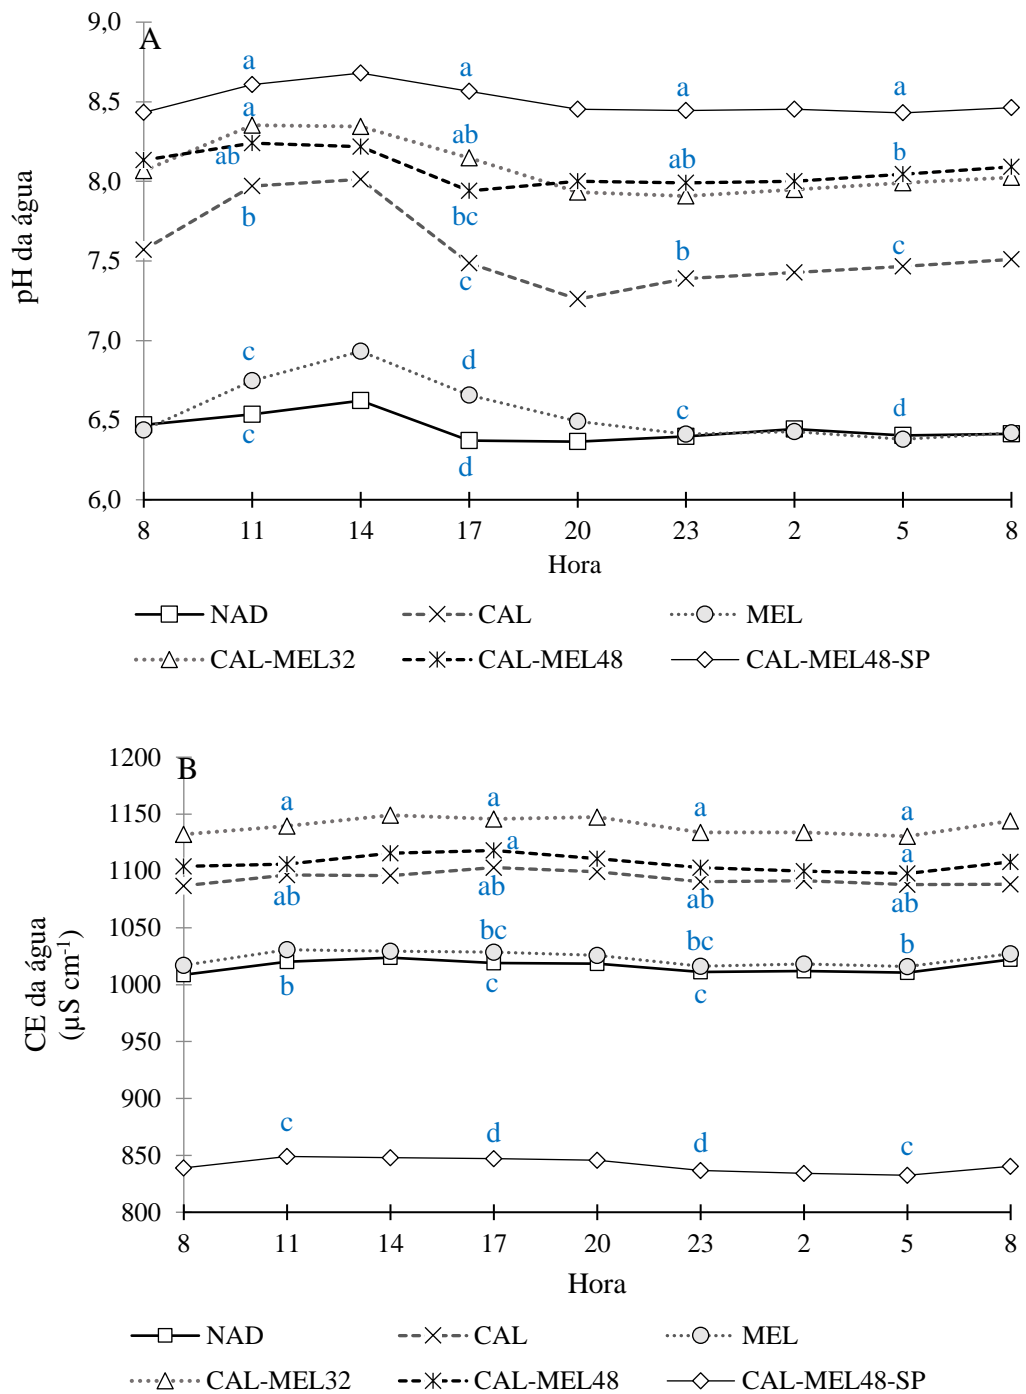 A
9,0
8,5
8,0
7,5
7,0
6,5
6,0
pH da água
a a a a
a ab ab b
ab bc
b c b c
c d c d
c d
8 11 14 17 20 23 2 5 8
Hora
NAD CAL MEL
CAL-MEL32 CAL-MEL48 CAL-MEL48-SP
B
1200
1150
1100
1050
1000
950
900
850
800
CE da água
(µS cm-1)
a a a a
a a
ab ab ab ab
bc bc b
b c c
c d d c
8 11 14 17 20 23 2 5 8
Hora
NAD CAL MEL
CAL-MEL32 CAL-MEL48 CAL-MEL48-SP